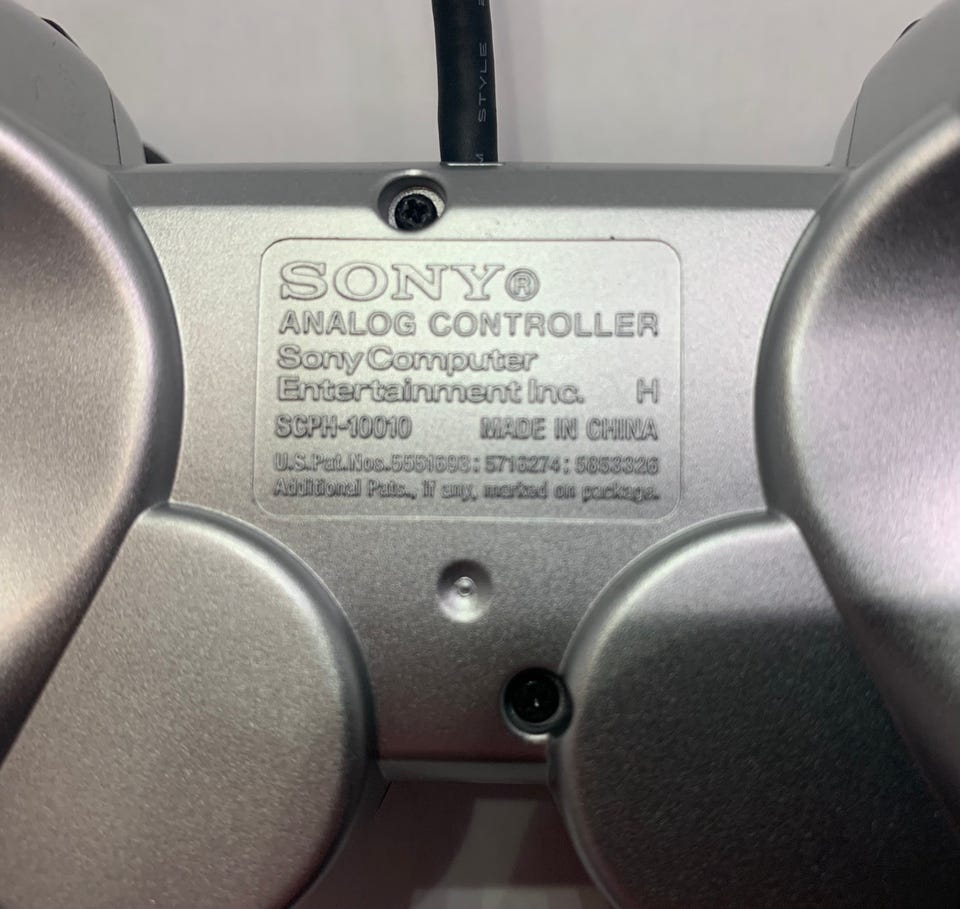 STYLE
SONY®
ANALOG CONTROLLER
Sony Computer
Entertainment Inc. H
SCPH-10010 MADE IN CHINA
U.S.Pat.Nos.5551693; 5716274; 5853326
Additional Pats., if any, marked on package.